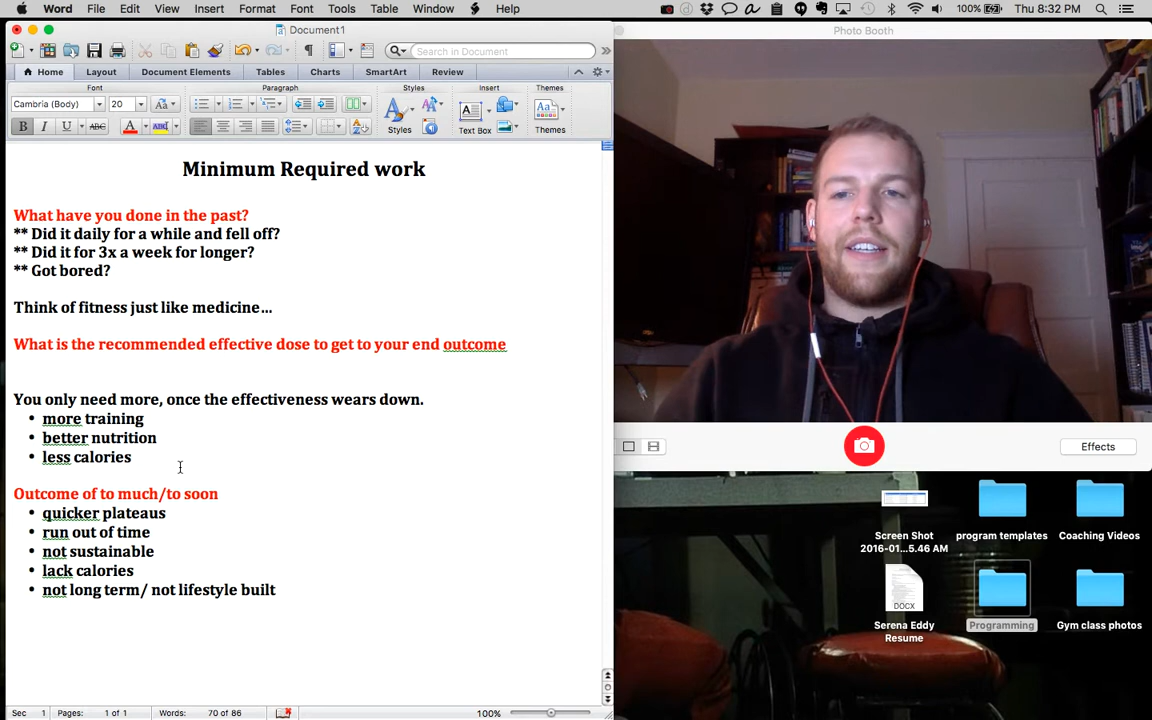 Word File Edit View Insert Format Font Tools Table Window Help
100% Thu 8:32 PM
Document1
Photo Booth
Search in Document
Home Layout Document Elements Tables Charts SmartArt Review
Font Paragraph Styles Insert Themes
Cambria (Body) 20 Aa
B I U ABC A ABC
Styles Text Box Themes
Minimum Required work
What have you done in the past?
** Did it daily for a while and fell off?
** Did it for 3x a week for longer?
** Got bored?
Think of fitness just like medicine...
What is the recommended effective dose to get to your end outcome
You only need more, once the effectiveness wears down.
• more training
• better nutrition
• less calories
Outcome of to much/to soon
• quicker plateaus
• run out of time
• not sustainable
• lack calories
• not long term/ not lifestyle built
Effects
Screen Shot
2016-01...5.46 AM
program templates
Coaching Videos
DOCX
Serena Eddy
Resume
Programming
Gym class photos
Sec 1 Pages: 1 of 1 Words: 70 of 86 100%